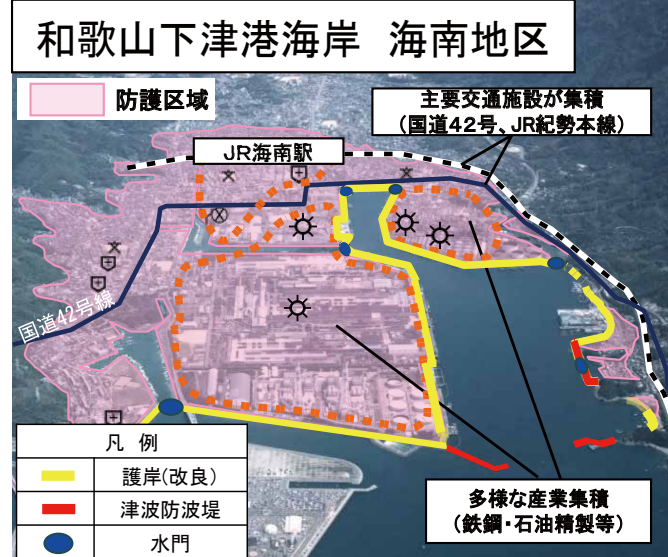 和歌山下津港海岸 海南地区
防護区域
主要交通施設が集積
(国道42号、JR紀勢本線)
JR海南駅
国道42号線
凡 例
護岸(改良)
津波防波堤
水門
多様な産業集積
(鉄鋼・石油精製等)